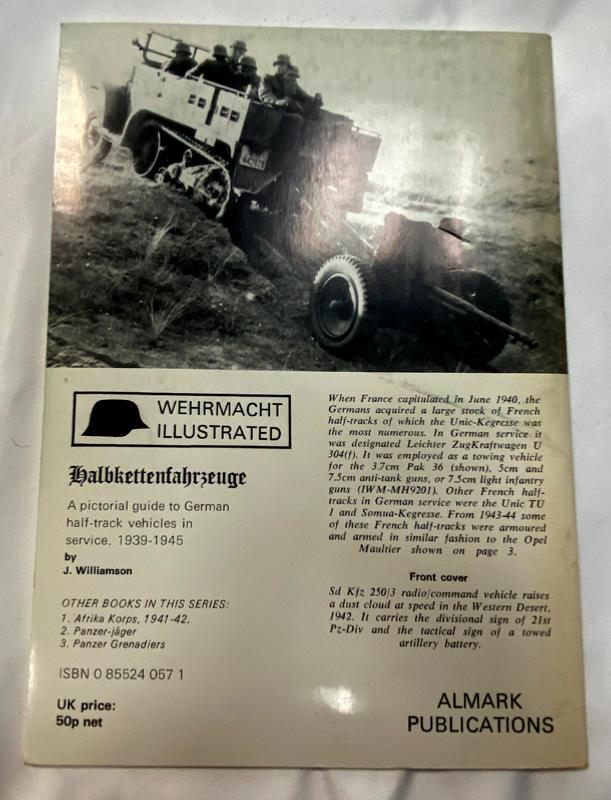 WEHRMACHT
ILLUSTRATED
Halbkettenfahrzeuge
A pictorial guide to German
half-track vehicles in
service, 1939-1945
by
J. Williamson
OTHER BOOKS IN THIS SERIES:
1. Afrika Korps, 1941-42.
2. Panzer-jäger
3. Panzer Grenadiers
ISBN 0 85524 057 1
UK price:
50p net
When France capitulated in June 1940, the
Germans acquired a large stock of French
half-tracks of which the Unic-Kegresse was
the most numerous. In German service it
was designated Leichter ZugKraftwagen U
304(f). It was employed as a towing vehicle
for the 3.7cm Pak 36 (shown), 5cm and
7.5cm anti-tank guns, or 7.5cm light infantry
guns (IWM-MH9201). Other French half-
tracks in German service were the Unic TU
1 and Somua-Kegresse. From 1943-44 some
of these French half-tracks were armoured
and armed in similar fashion to the Opel
Maultier shown on page 3.
Front cover
Sd Kfz 250/3 radio/command vehicle raises
a dust cloud at speed in the Western Desert,
1942. It carries the divisional sign of 21st
Pz-Div and the tactical sign of a towed
artillery battery.
ALMARK
PUBLICATIONS